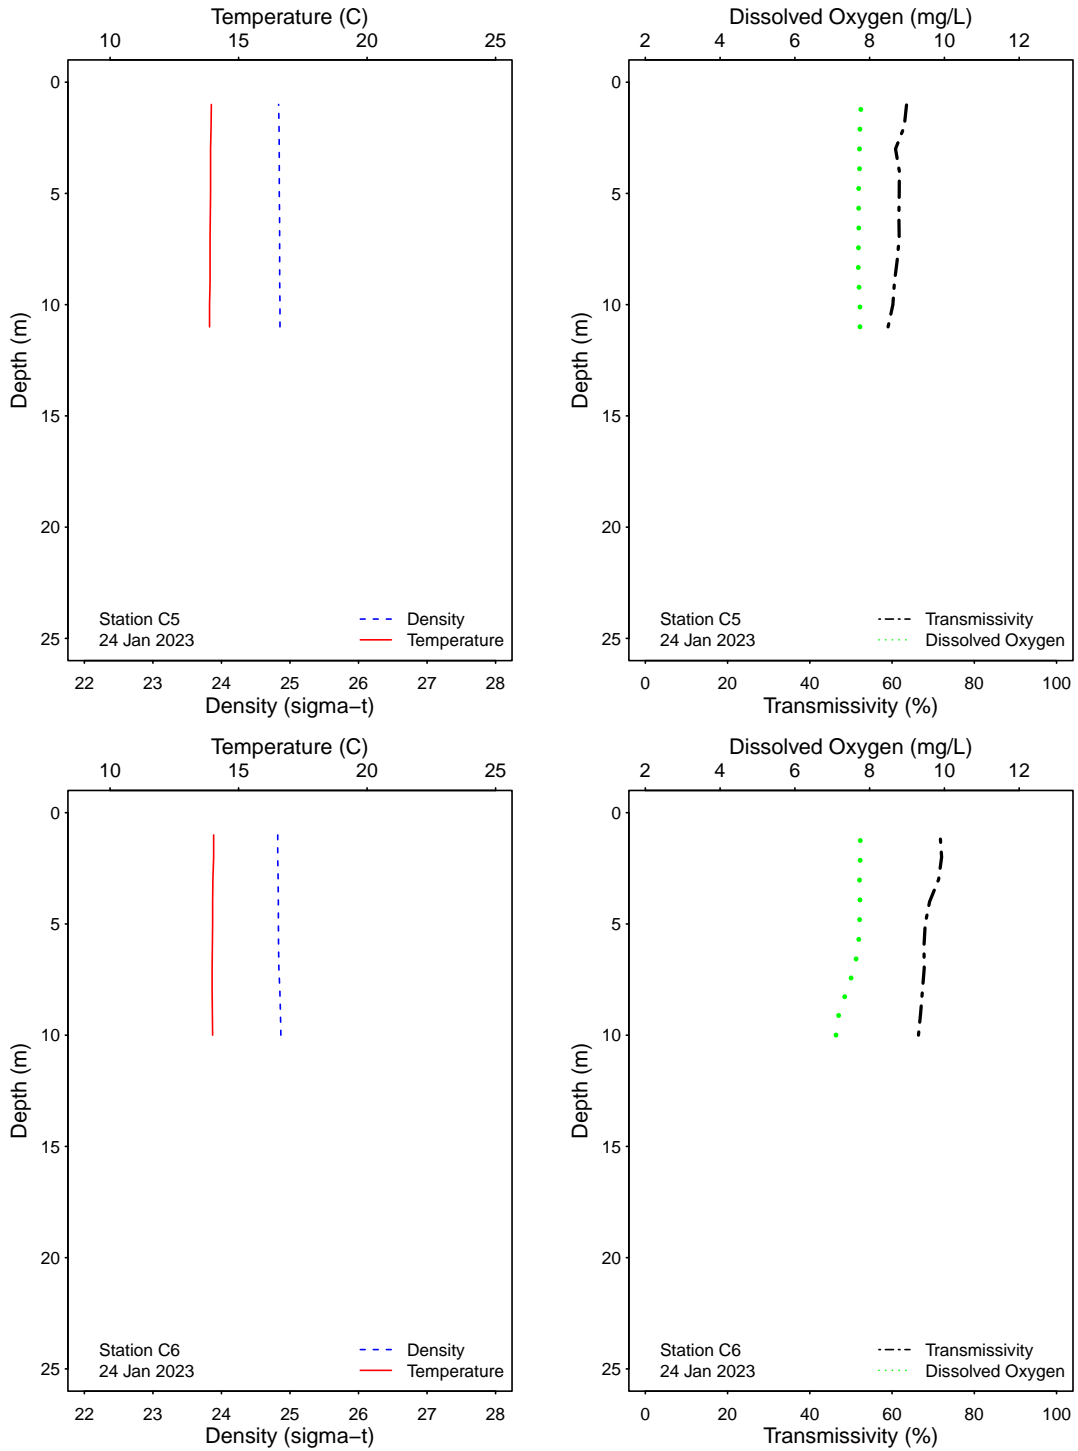 Temperature (C)
10 15 20 25
0
5
10
15
20
25
Depth (m)
Station C5
24 Jan 2023
Density
Temperature
22 23 24 25 26 27 28
Density (sigma−t)
Dissolved Oxygen (mg/L)
2 4 6 8 10 12
0
5
10
15
20
25
Depth (m)
Station C5
24 Jan 2023
Transmissivity
Dissolved Oxygen
0 20 40 60 80 100
Transmissivity (%)
Temperature (C)
10 15 20 25
0
5
10
15
20
25
Depth (m)
Station C6
24 Jan 2023
Density
Temperature
22 23 24 25 26 27 28
Density (sigma−t)
Dissolved Oxygen (mg/L)
2 4 6 8 10 12
0
5
10
15
20
25
Depth (m)
Station C6
24 Jan 2023
Transmissivity
Dissolved Oxygen
0 20 40 60 80 100
Transmissivity (%)